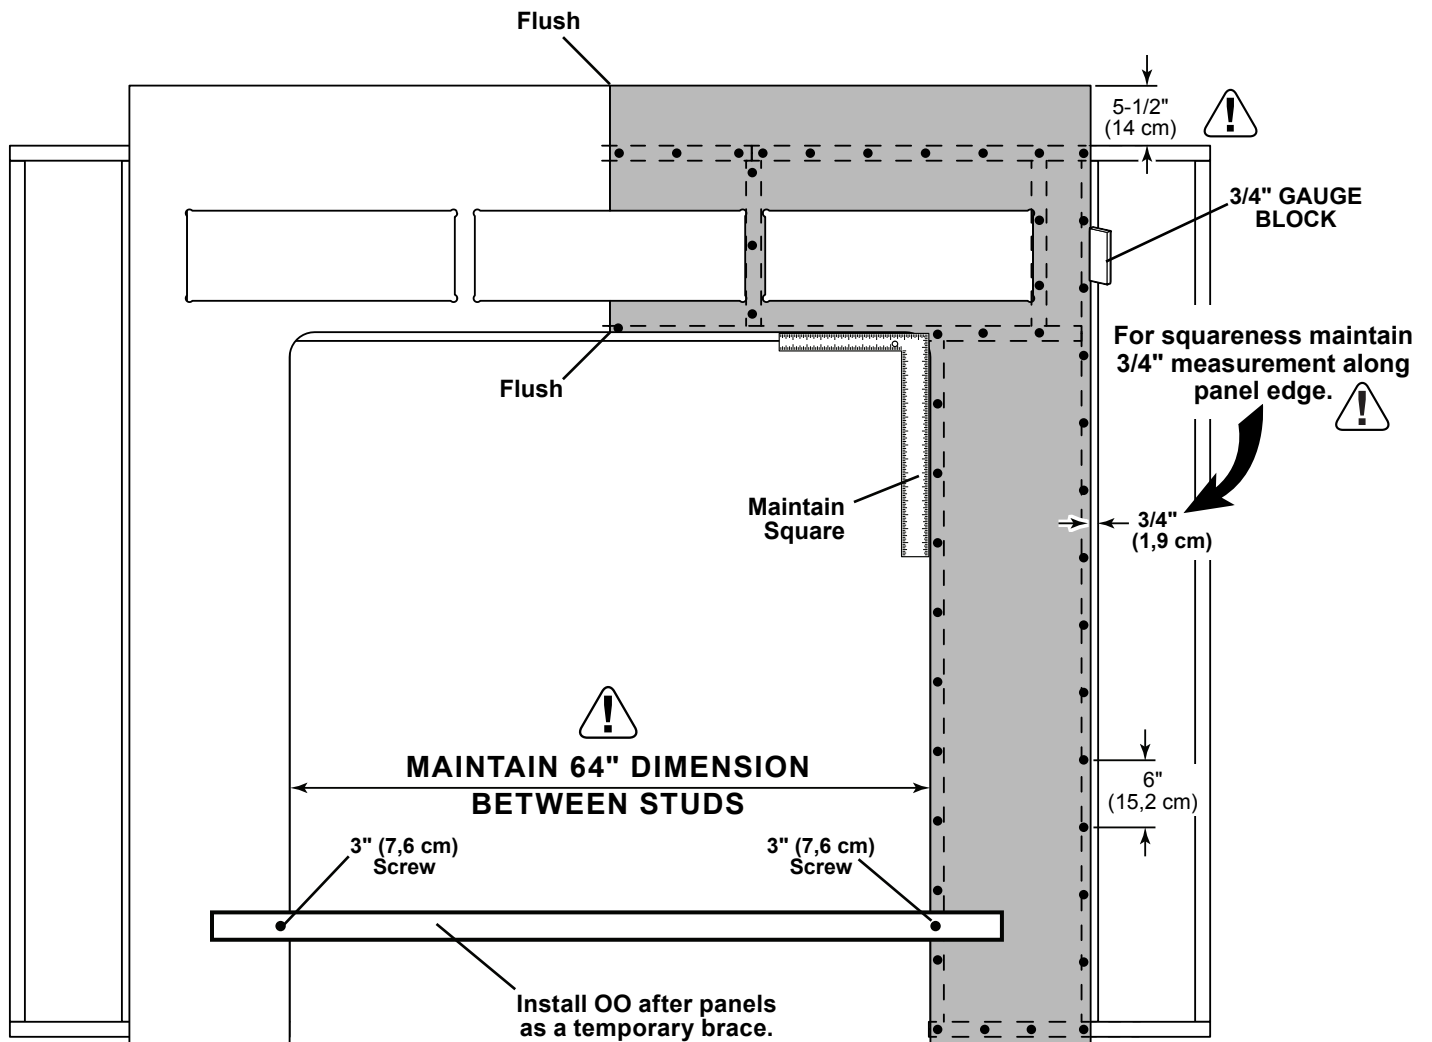 Flush
5-1/2"
(14 cm)
3/4" GAUGE
BLOCK
For squareness maintain
3/4" measurement along
panel edge.
Flush
Maintain
Square
3/4"
(1,9 cm)
MAINTAIN 64" DIMENSION
BETWEEN STUDS
6"
(15,2 cm)
3" (7,6 cm)
Screw
3" (7,6 cm)
Screw
Install OO after panels
as a temporary brace.